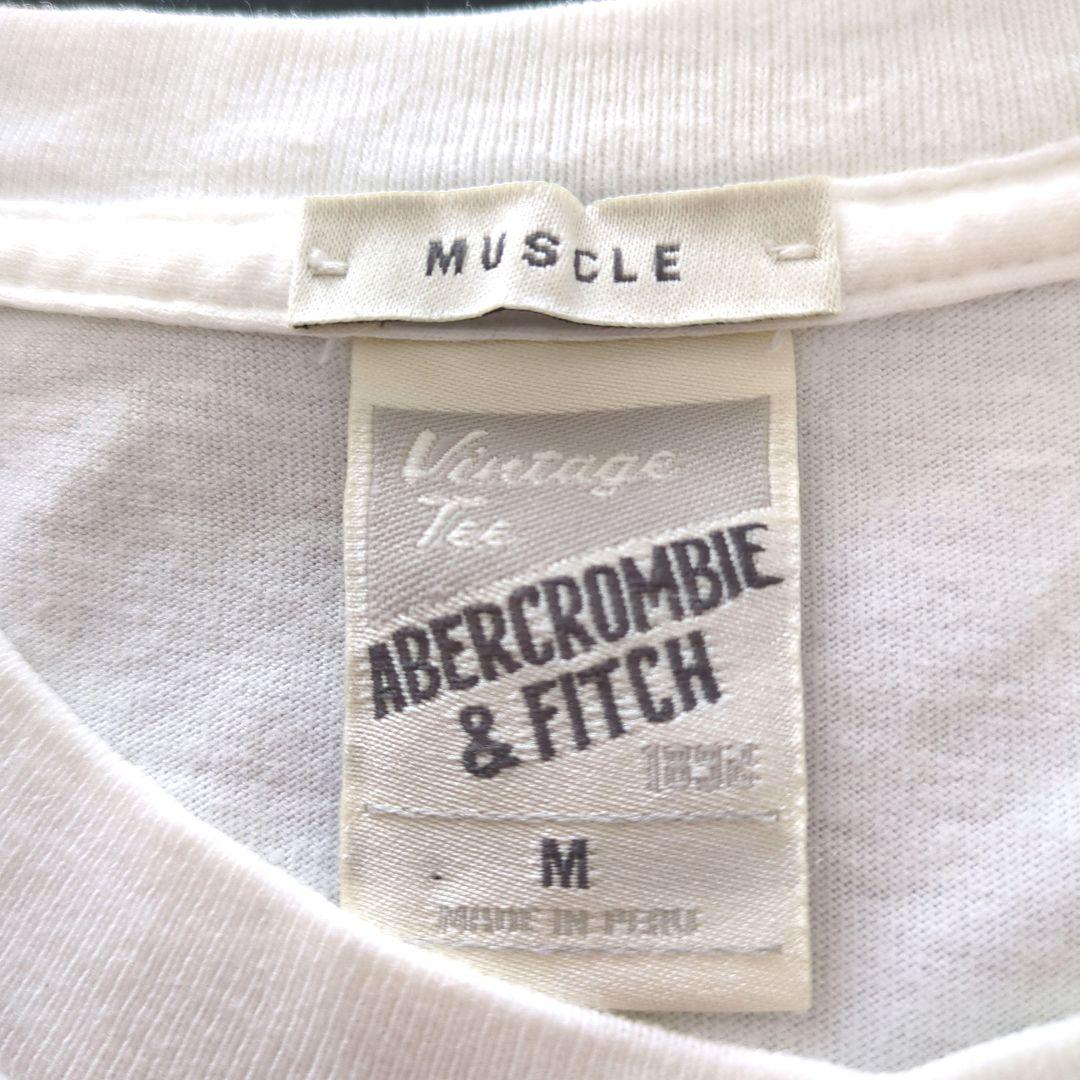 MUSCLE
Vintage
TEE
ABERCROMBIE
& FITCH
1892
M
MADE IN PERU